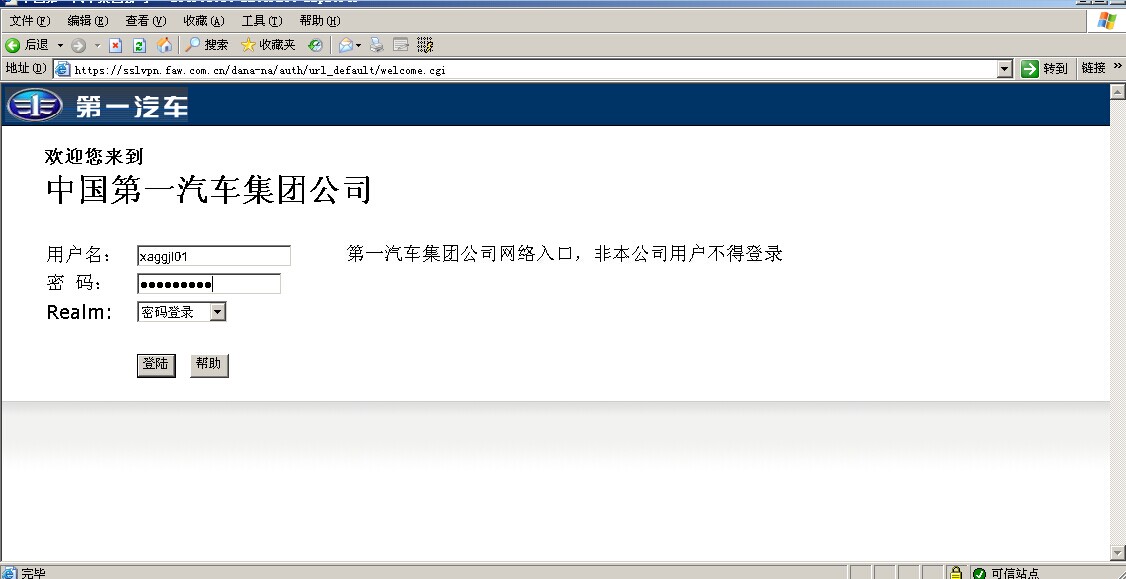 文件(F) 编辑(E) 查看(V) 收藏(A) 工具(T) 帮助(H)
后退 搜索 收藏夹
地址(D) https://sslvpn.faw.com.cn/dana-na/auth/url_default/welcome.cgi 转到 链接 »
第一汽车
欢迎您来到
中国第一汽车集团公司
用户名： xaggjl01 第一汽车集团公司网络入口，非本公司用户不得登录
密 码： ●●●●●●●●●
Realm: 密码登录
登陆 帮助
完毕 可信站点